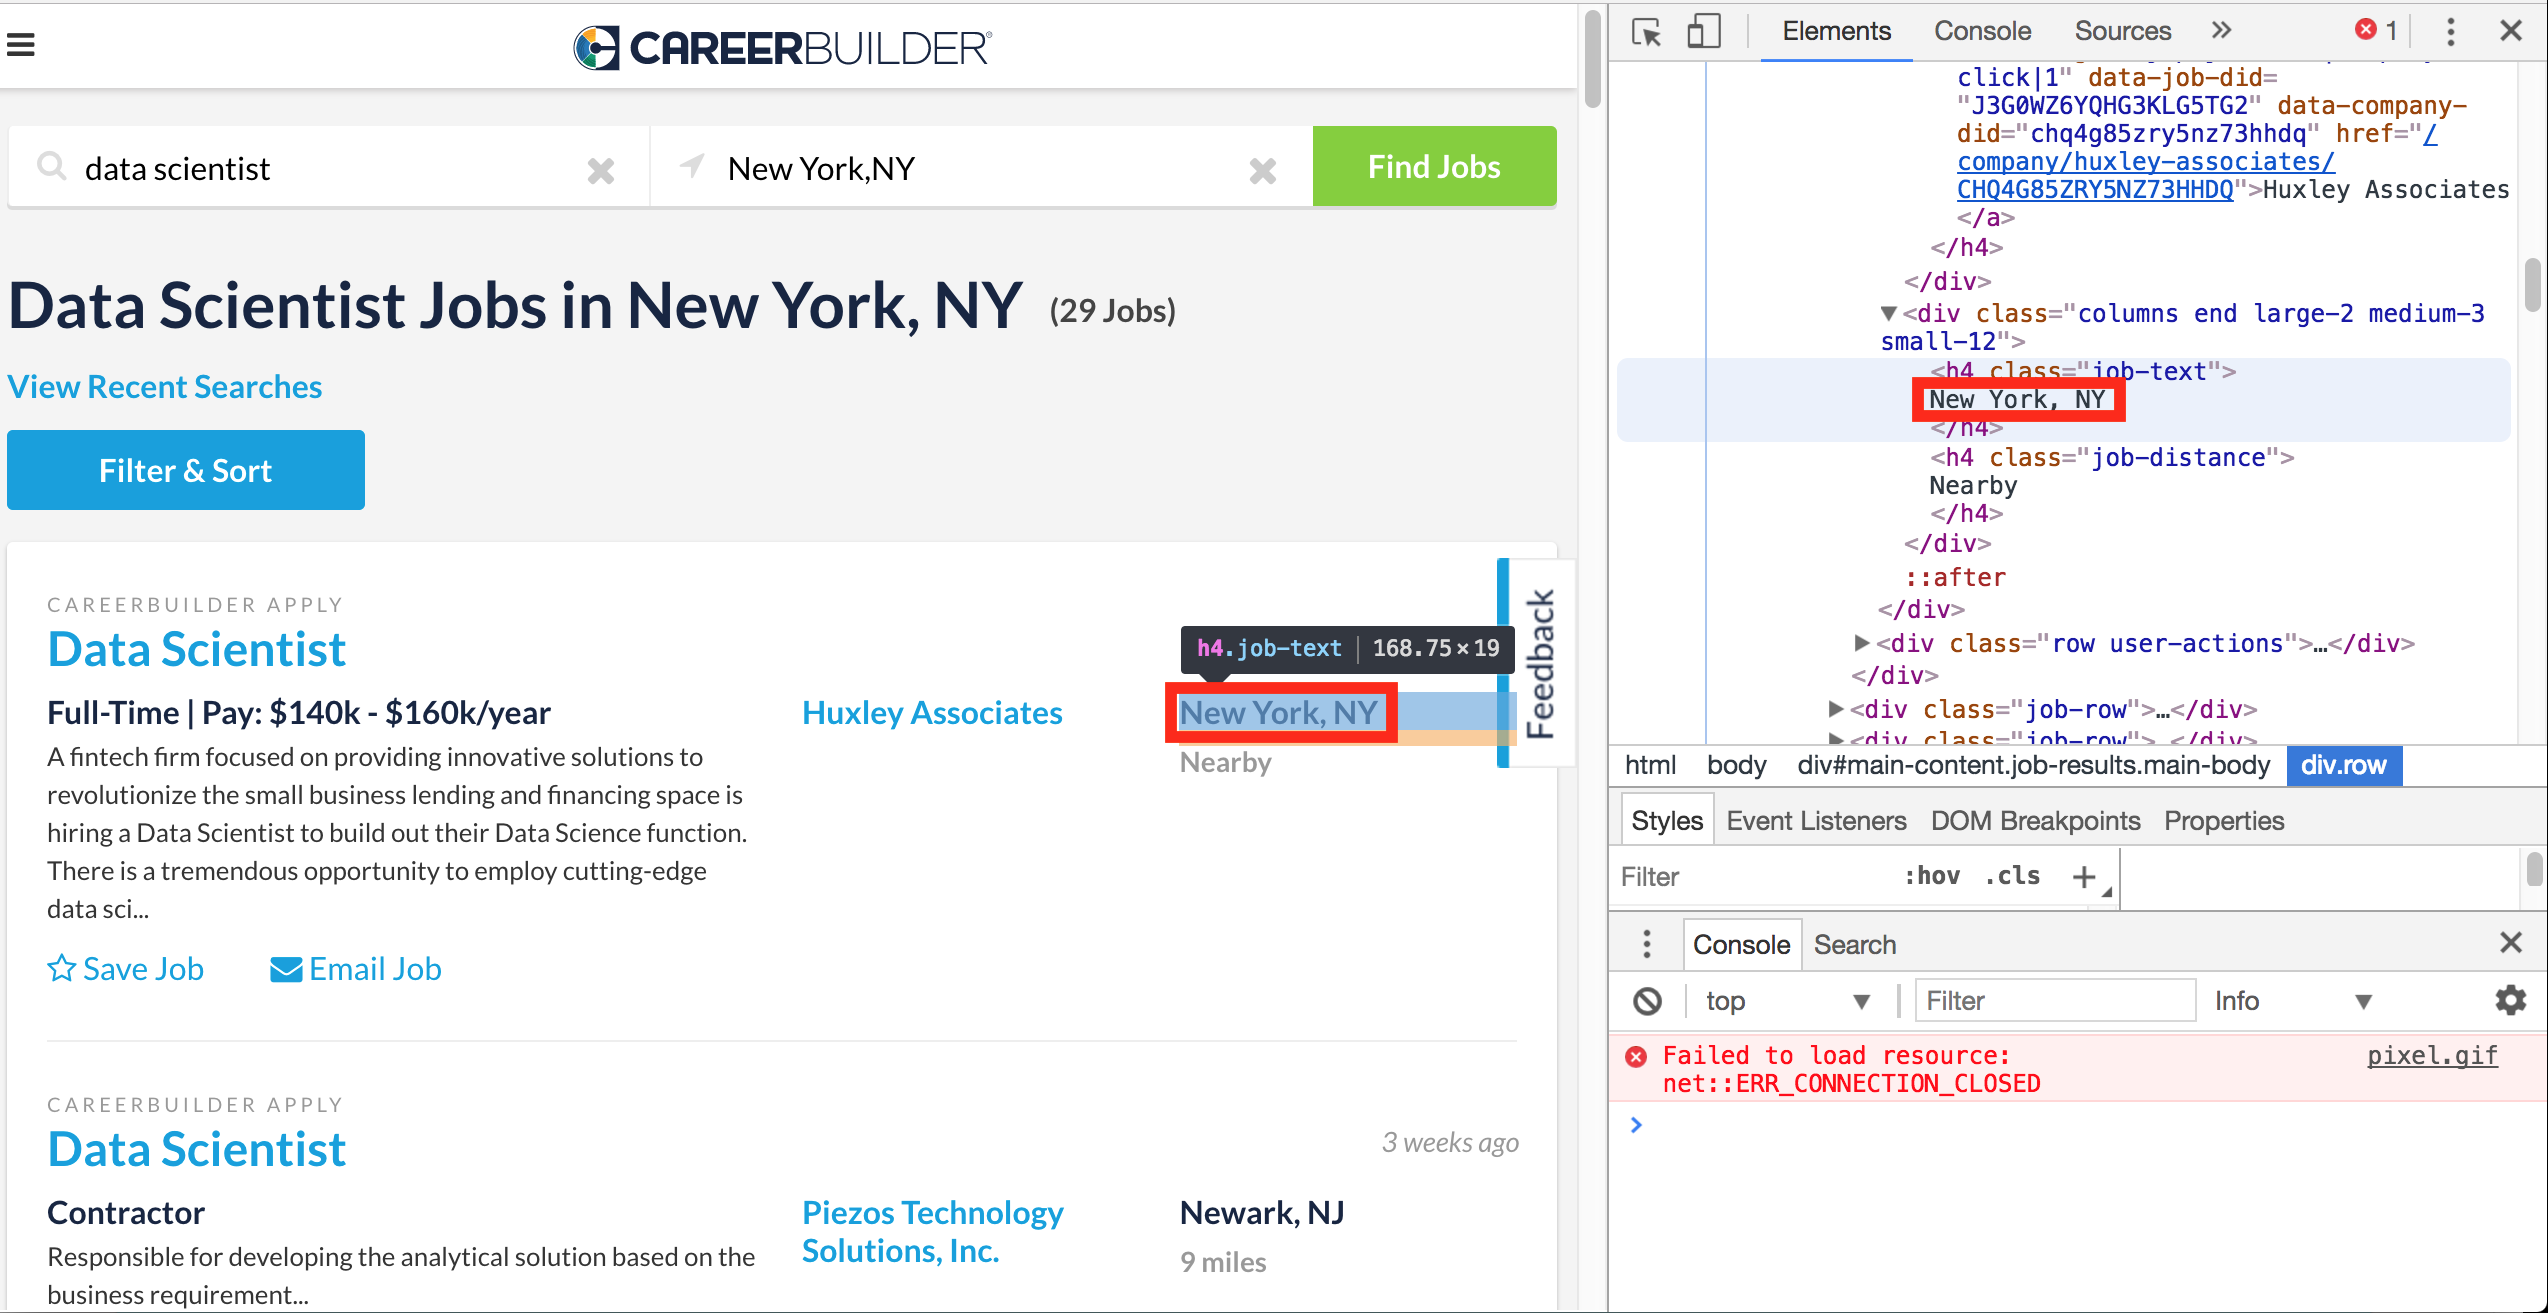 CAREERBUILDER®
data scientist
New York,NY
Find Jobs
Data Scientist Jobs in New York, NY (29 Jobs)
View Recent Searches
Filter & Sort
CAREERBUILDER APPLY
Data Scientist
h4.job-text 168.75×19
Full-Time | Pay: $140k - $160k/year
Huxley Associates
New York, NY
Nearby
A fintech firm focused on providing innovative solutions to
revolutionize the small business lending and financing space is
hiring a Data Scientist to build out their Data Science function.
There is a tremendous opportunity to employ cutting-edge
data sci...
Save Job
Email Job
Feedback
CAREERBUILDER APPLY
Data Scientist
3 weeks ago
Contractor
Piezos Technology
Solutions, Inc.
Newark, NJ
9 miles
Responsible for developing the analytical solution based on the
business requirement...
Elements Console Sources » 1
click|1" data-job-did=
"J3G0WZ6YQHG3KLG5TG2" data-company-
did="chq4g85zry5nz73hhdq" href="/
company/huxley-associates/
CHQ4G85ZRY5NZ73HHDQ">Huxley Associates
</a>
</h4>
</div>
▼<div class="columns end large-2 medium-3
small-12">
<h4 class="job-text">
New York, NY
</h4>
<h4 class="job-distance">
Nearby
</h4>
</div>
::after
</div>
▶<div class="row user-actions">…</div>
</div>
▶<div class="job-row">…</div>
▶<div class="job-row">…</div>
html body div#main-content.job-results.main-body div.row
Styles Event Listeners DOM Breakpoints Properties
Filter :hov .cls +
Console Search
top ▼ Filter Info ▼
Failed to load resource: pixel.gif
net::ERR_CONNECTION_CLOSED